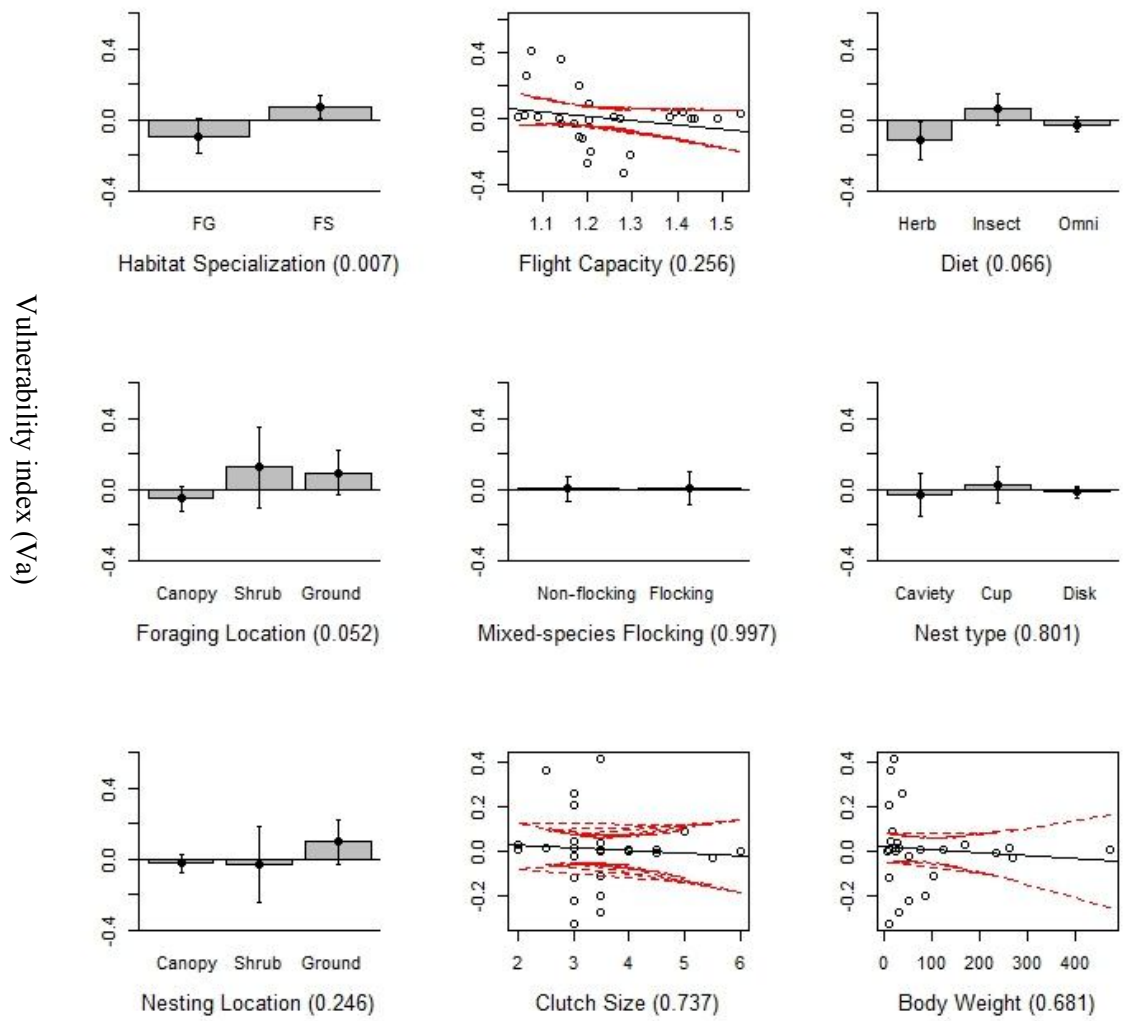 Vulnerability index (Va)
-0.4 0.0 0.4
FG FS
Habitat Specialization (0.007)
-0.4 0.0 0.4
1.1 1.2 1.3 1.4 1.5
Flight Capacity (0.256)
-0.4 0.0 0.4
Herb Insect Omni
Diet (0.066)
-0.4 0.0 0.4
Canopy Shrub Ground
Foraging Location (0.052)
-0.4 0.0 0.4
Non-flocking Flocking
Mixed-species Flocking (0.997)
-0.4 0.0 0.4
Caviety Cup Disk
Nest type (0.801)
-0.4 0.0 0.4
Canopy Shrub Ground
Nesting Location (0.246)
-0.2 0.0 0.2 0.4
2 3 4 5 6
Clutch Size (0.737)
-0.2 0.0 0.2 0.4
0 100 200 300 400
Body Weight (0.681)